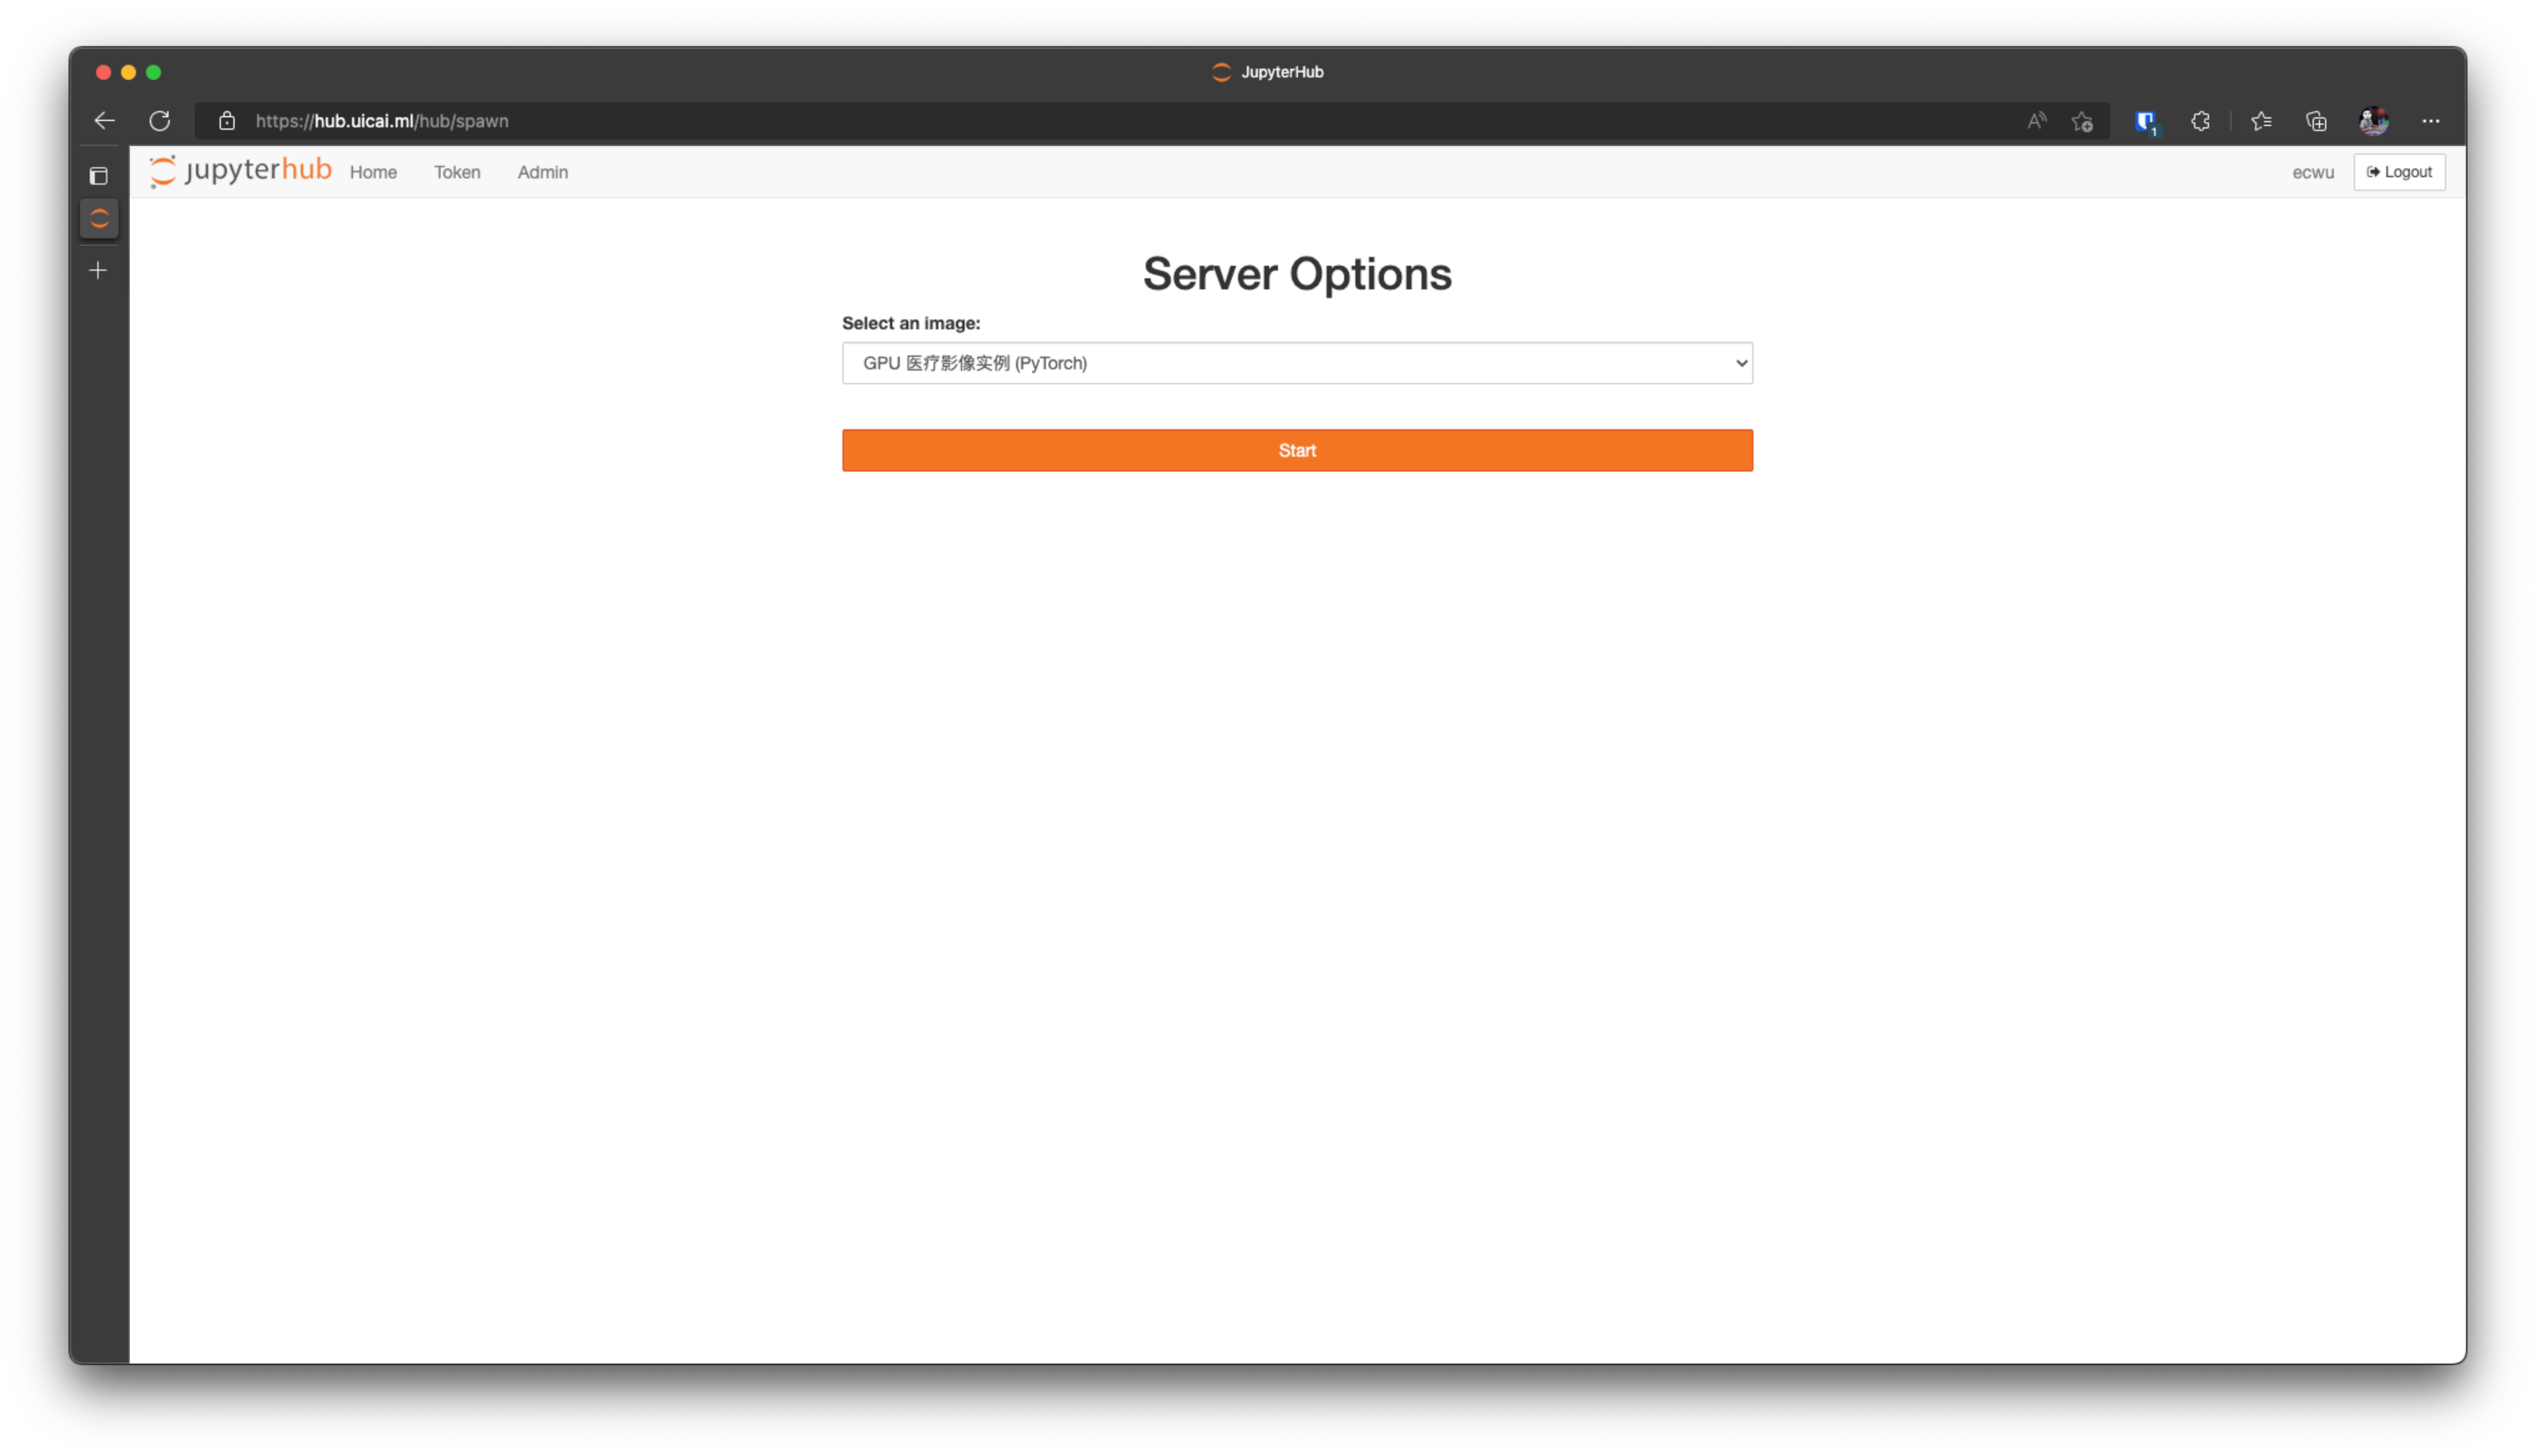 JupyterHub
https://hub.uicai.ml/hub/spawn
1
jupyterhub Home Token Admin ecwu Logout
Server Options
Select an image:
GPU 医疗影像实例 (PyTorch)
Start